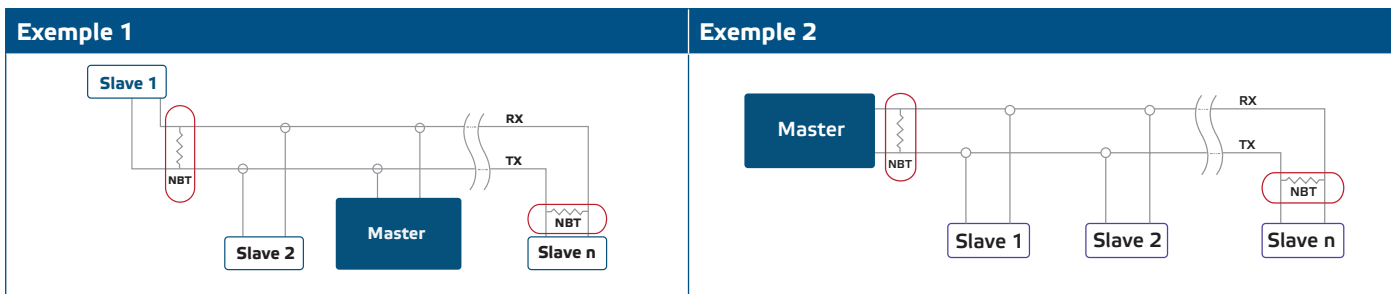 Exemple 1
Slave 1
RX
TX
NBT
NBT
Master
Slave 2
Slave n
Exemple 2
Master
RX
TX
NBT
NBT
Slave 1
Slave 2
Slave n